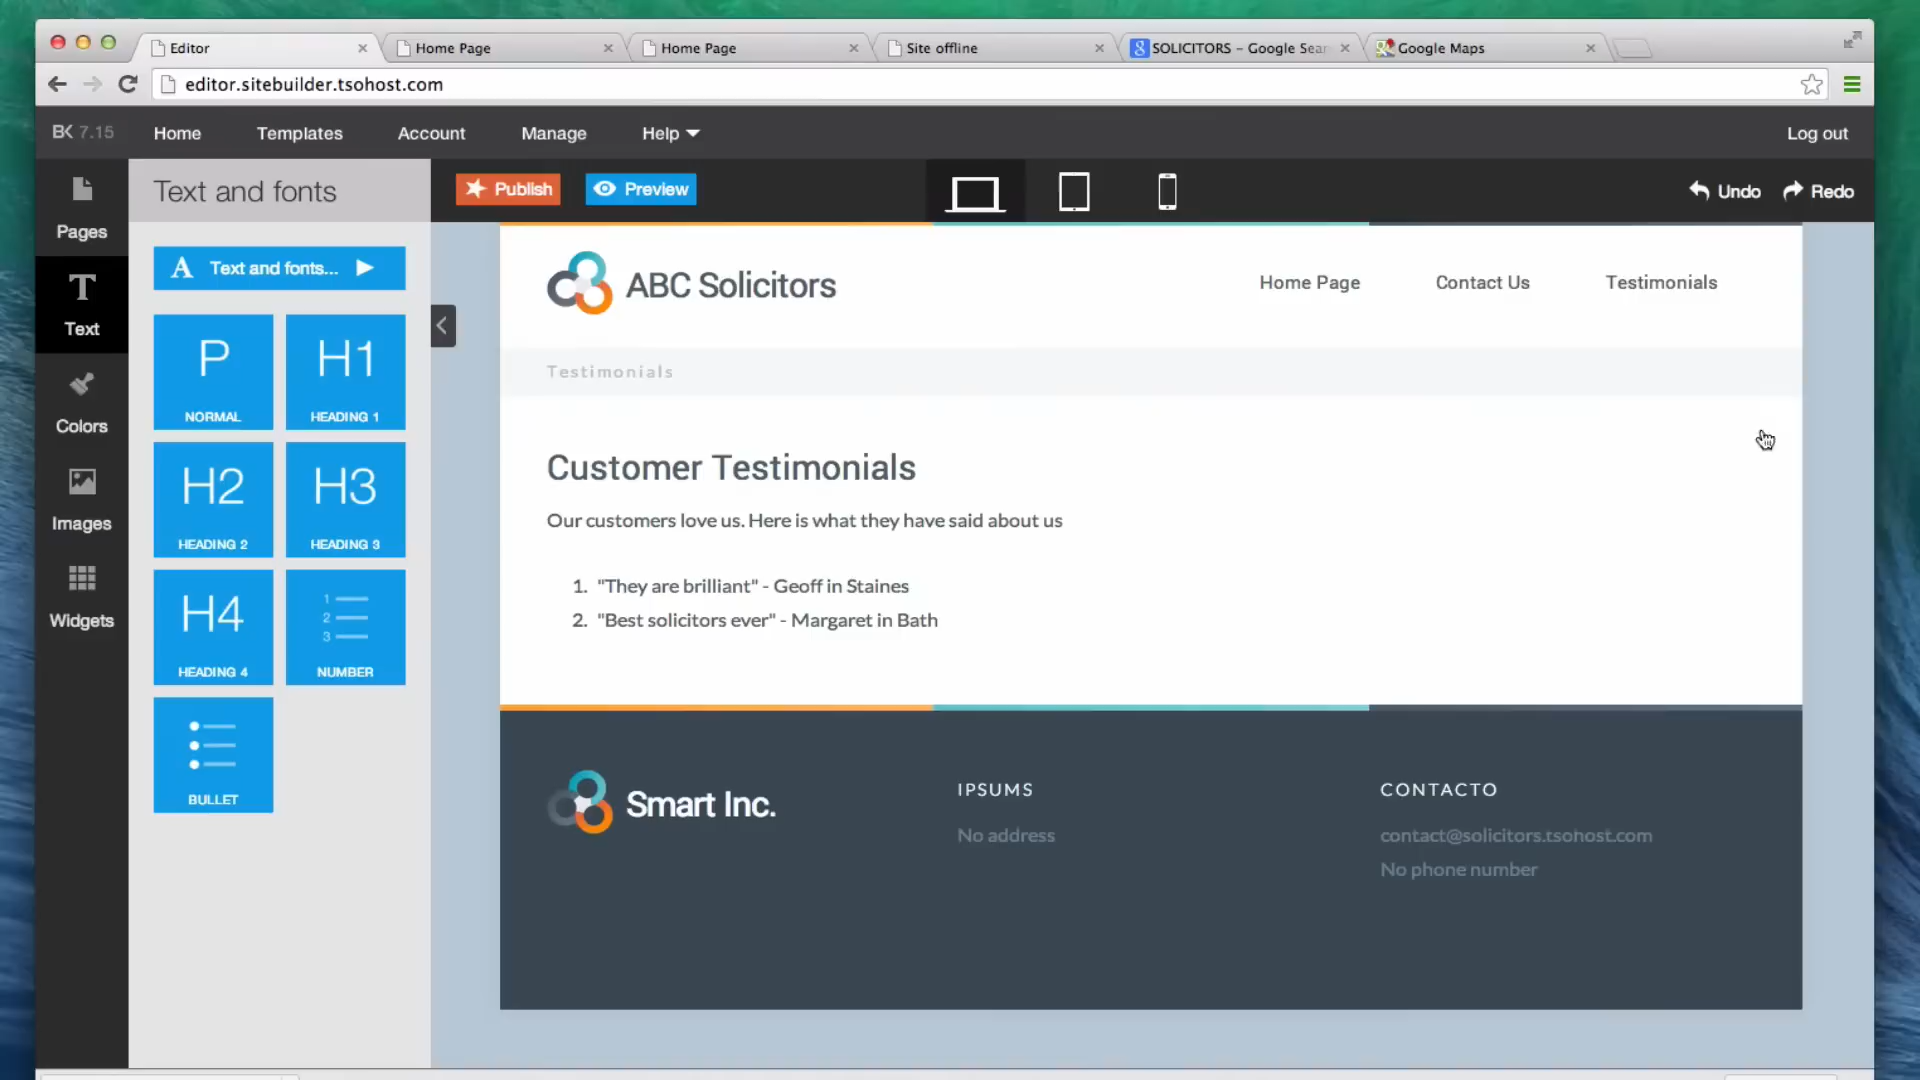 Editor
Home Page
Home Page
Site offline
SOLICITORS – Google Sear
Google Maps
editor.sitebuilder.tsohost.com
BK 7.15
Home
Templates
Account
Manage
Help
Log out
Pages
Text
Colors
Images
Widgets
Text and fonts
Text and fonts...
P
NORMAL
H1
HEADING 1
H2
HEADING 2
H3
HEADING 3
H4
HEADING 4
1
2
3
NUMBER
BULLET
Publish
Preview
Undo
Redo
ABC Solicitors
Home Page
Contact Us
Testimonials
Testimonials
Customer Testimonials
Our customers love us. Here is what they have said about us
1. "They are brilliant" - Geoff in Staines
2. "Best solicitors ever" - Margaret in Bath
Smart Inc.
IPSUMS
No address
CONTACTO
contact@solicitors.tsohost.com
No phone number